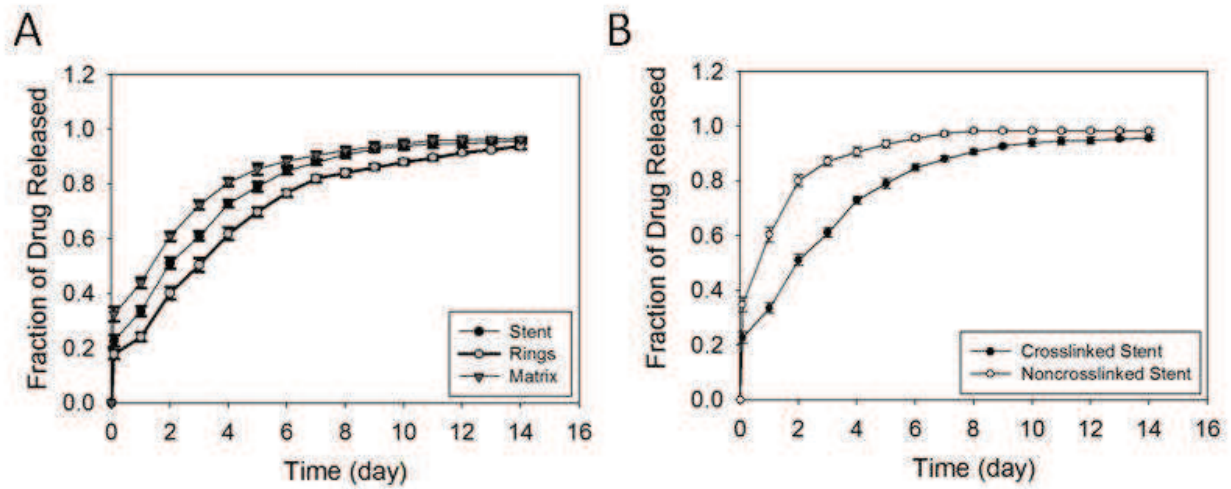 A
Fraction of Drug Released
1.2
1.0
0.8
0.6
0.4
0.2
0.0
Stent
Rings
Matrix
0 2 4 6 8 10 12 14 16
Time (day)
B
Fraction of Drug Released
1.2
1.0
0.8
0.6
0.4
0.2
0.0
Crosslinked Stent
Noncrosslinked Stent
0 2 4 6 8 10 12 14 16
Time (day)